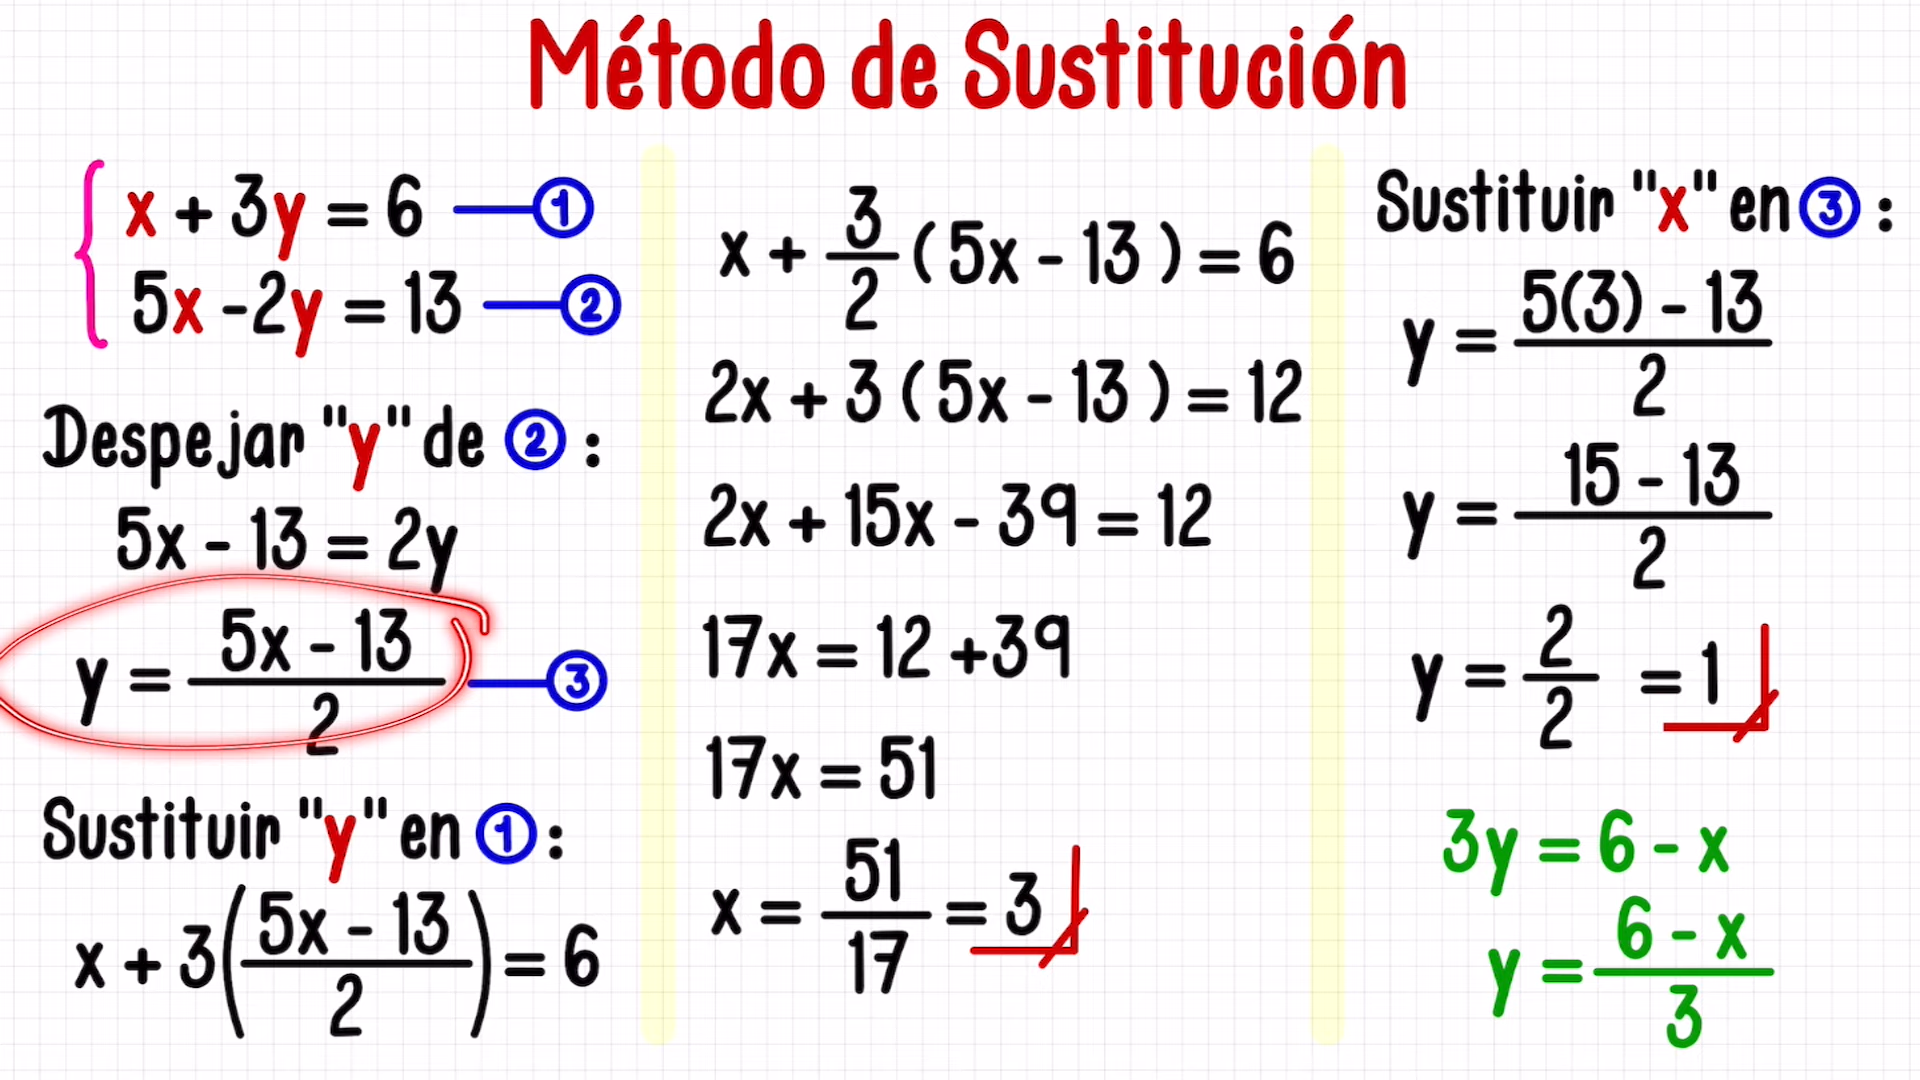 Método de Sustitución
x + 3y = 6 — ①
5x - 2y = 13 — ②
Despejar "y" de ② :
5x - 13 = 2y
y = (5x - 13)/2 — ③
Sustituir "y" en ① :
x + 3((5x - 13)/2) = 6
x + 3/2 ( 5x - 13 ) = 6
2x + 3 ( 5x - 13 ) = 12
2x + 15x - 39 = 12
17x = 12 +39
17x = 51
x = 51/17 = 3
Sustituir "x" en ③ :
y = (5(3) - 13)/2
y = (15 - 13)/2
y = 2/2 = 1
3y = 6 - x
y = (6 - x)/3